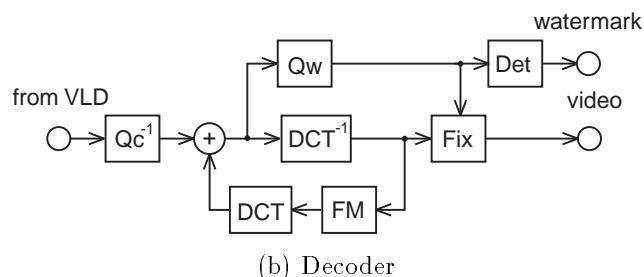 watermark
Qw
Det
from VLD
video
Qc-1
+
DCT-1
Fix
DCT
FM
(b) Decoder